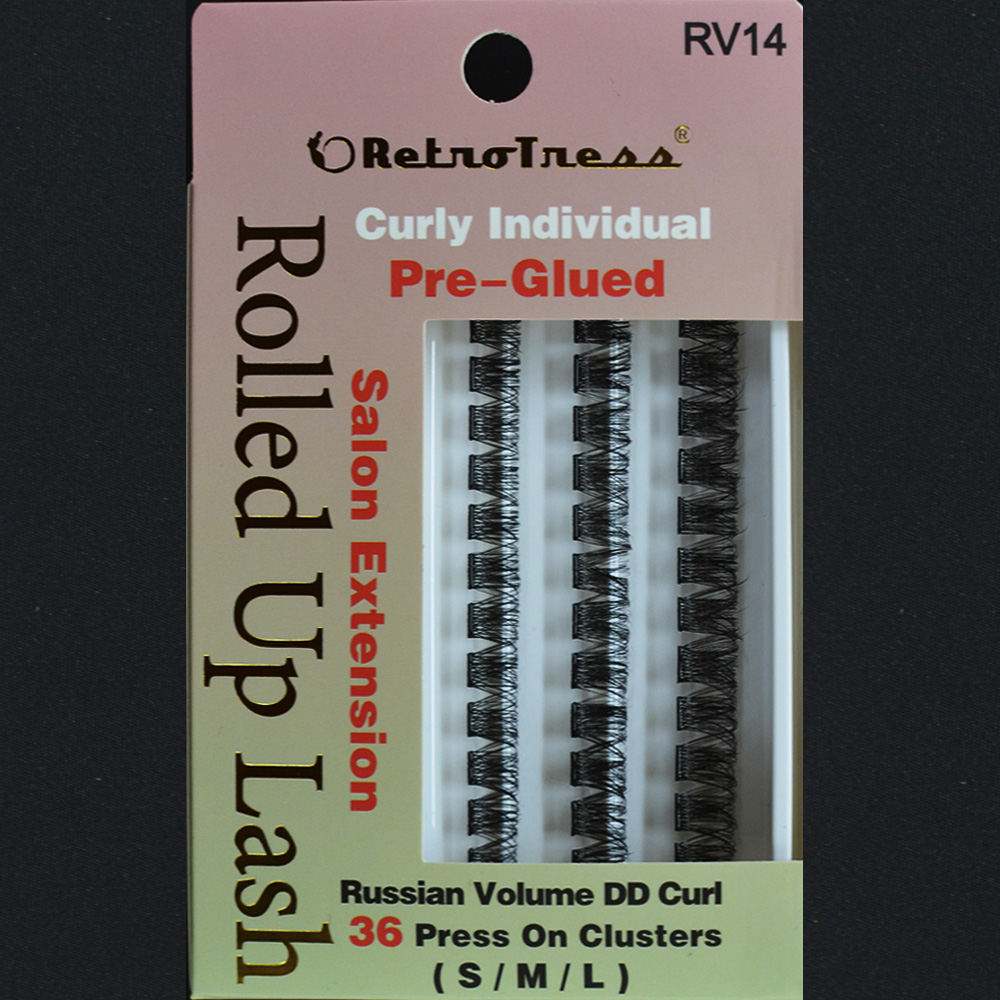 RV14
RetroTress®
Curly Individual
Pre-Glued
Rolled Up Lash
Salon Extension
Russian Volume DD Curl
36 Press On Clusters
(S/M/L)